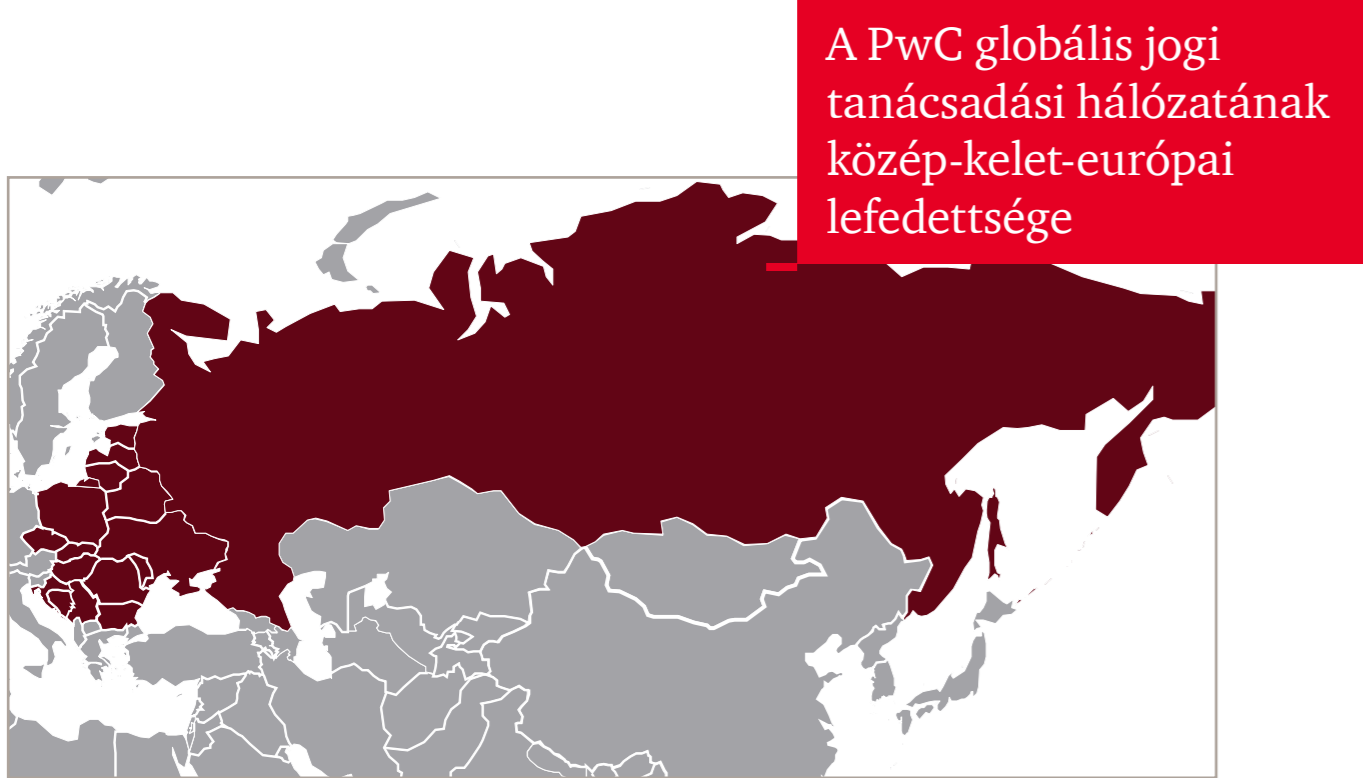 A PwC globális jogi
tanácsadási hálózatának
közép-kelet-európai
lefedettsége